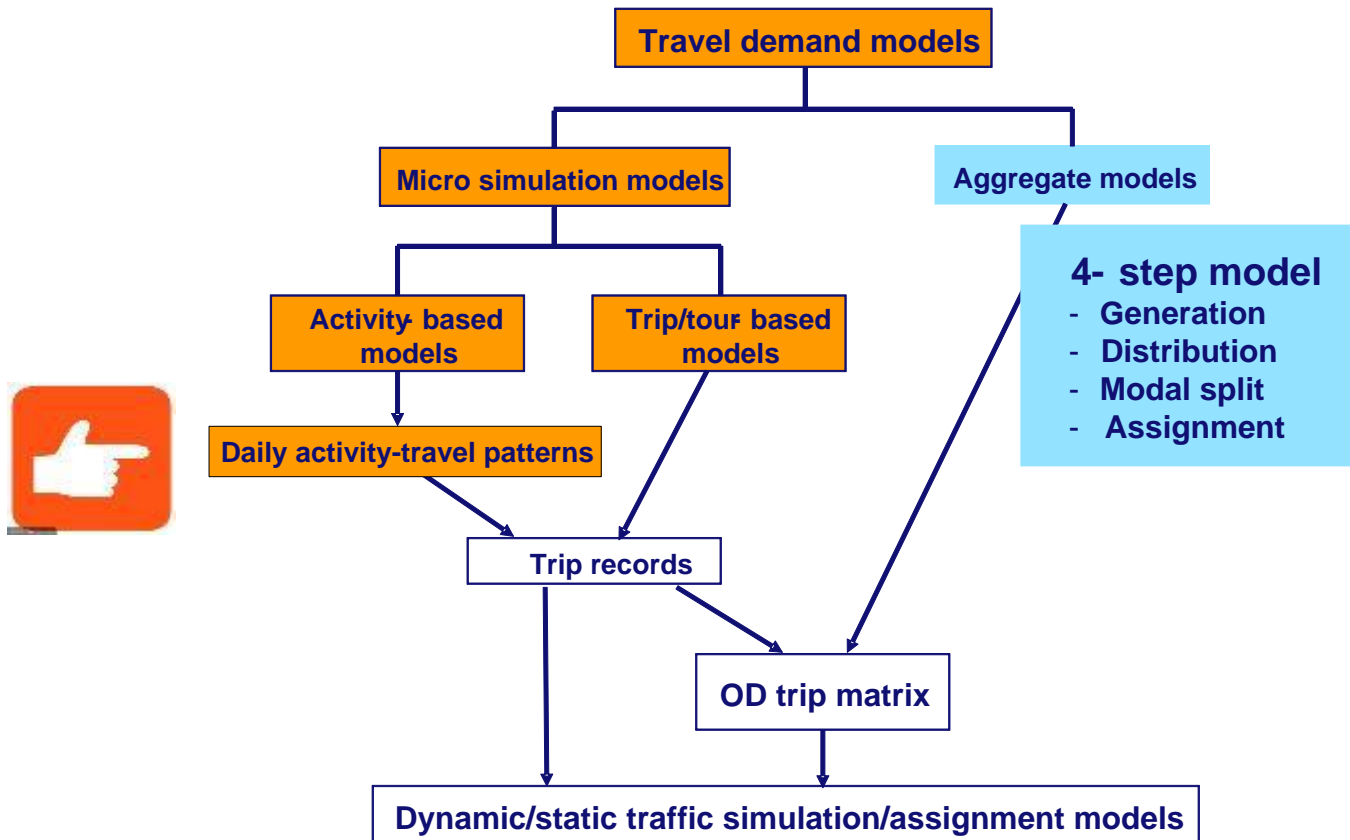 Travel demand models
Micro simulation models
Aggregate models
4- step model
- Generation
- Distribution
- Modal split
- Assignment
Activity- based
models
Trip/tour- based
models
Daily activity-travel patterns
Trip records
OD trip matrix
Dynamic/static traffic simulation/assignment models